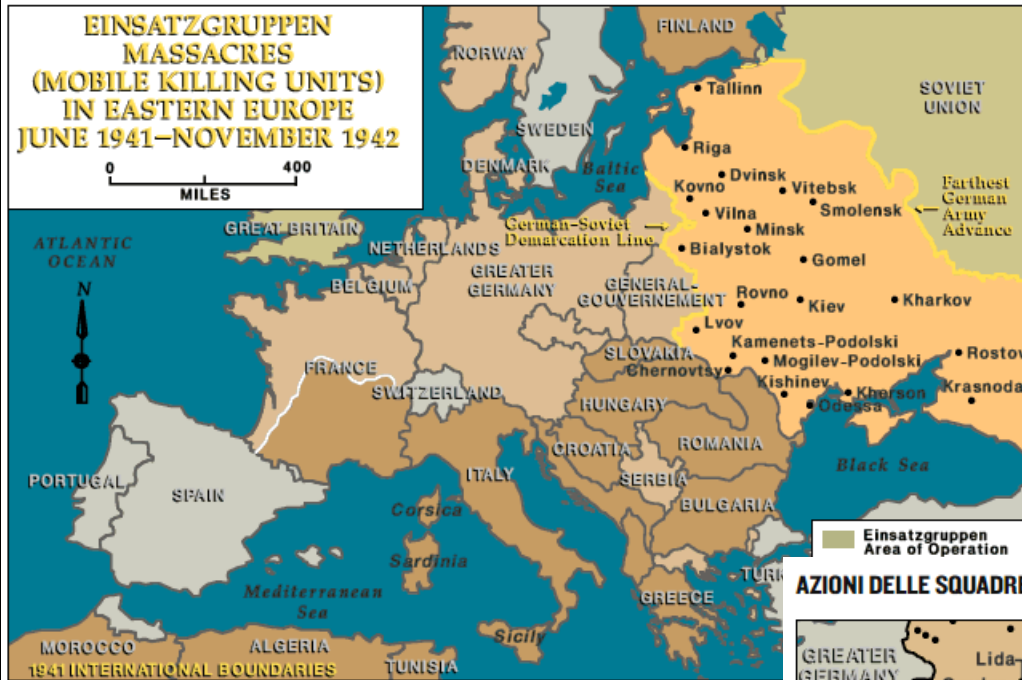 EINSATZGRUPPEN
MASSACRES
(MOBILE KILLING UNITS)
IN EASTERN EUROPE
JUNE 1941–NOVEMBER 1942
0 400
MILES
NORWAY
FINLAND
SWEDEN
DENMARK
Baltic
Sea
Tallinn
SOVIET
UNION
Riga
Dvinsk
Kovno
Vitebsk
Smolensk
Farthest
German
Army
Advance
Vilna
German–Soviet
Demarcation Line
Minsk
Bialystok
Gomel
ATLANTIC
OCEAN
GREAT BRITAIN
NETHERLANDS
BELGIUM
GREATER
GERMANY
GENERAL-
GOUVERNEMENT
Rovno
Kiev
Kharkov
N
Lvov
Kamenets-Podolski
Mogilev-Podolski
Rostov
SLOVAKIA
Chernovtsy
Kishinev
Kherson
Krasnoda
Odessa
FRANCE
SWITZERLAND
HUNGARY
CROATIA
ROMANIA
SERBIA
Black Sea
BULGARIA
ITALY
PORTUGAL
SPAIN
Corsica
Sardinia
Mediterranean
Sea
Sicily
GREECE
TURK
MOROCCO
ALGERIA
TUNISIA
1941 INTERNATIONAL BOUNDARIES
Einsatzgruppen
Area of Operation
AZIONI DELLE SQUADRE
GREATER
GERMANY
Lida